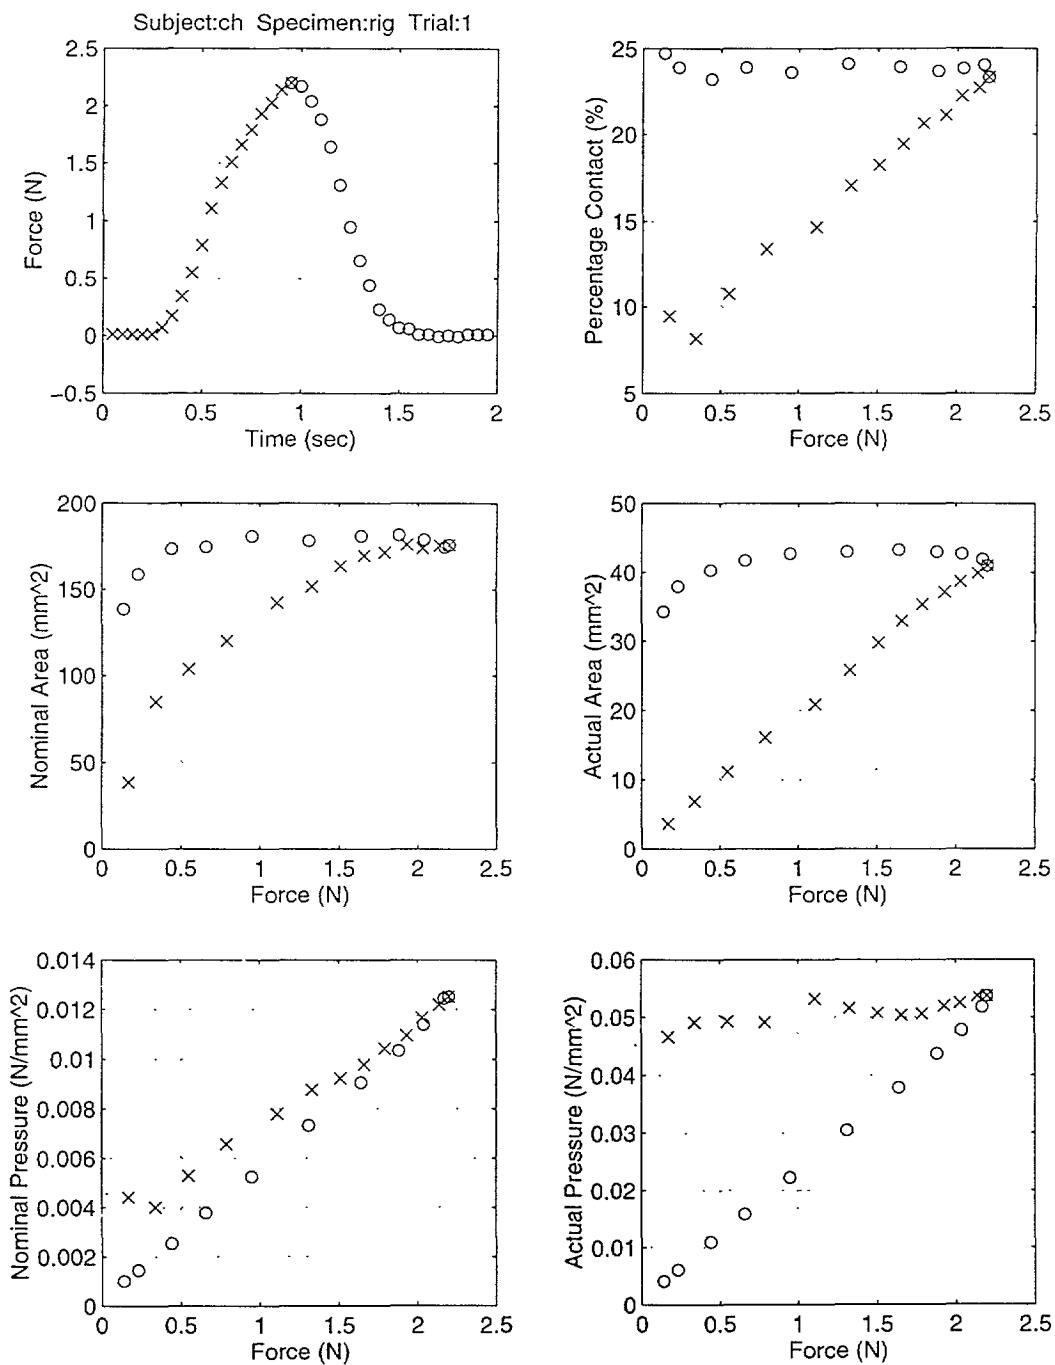 Subject:ch Specimen:rig Trial:1
2.5
2
1.5
1
0.5
0
−0.5
Force (N)
0 0.5 1 1.5 2
Time (sec)
25
20
15
10
5
Percentage Contact (%)
0 0.5 1 1.5 2 2.5
Force (N)
200
150
100
50
0
Nominal Area (mm^2)
0 0.5 1 1.5 2 2.5
Force (N)
50
40
30
20
10
0
Actual Area (mm^2)
0 0.5 1 1.5 2 2.5
Force (N)
0.014
0.012
0.01
0.008
0.006
0.004
0.002
0
Nominal Pressure (N/mm^2)
0 0.5 1 1.5 2 2.5
Force (N)
0.06
0.05
0.04
0.03
0.02
0.01
0
Actual Pressure (N/mm^2)
0 0.5 1 1.5 2 2.5
Force (N)